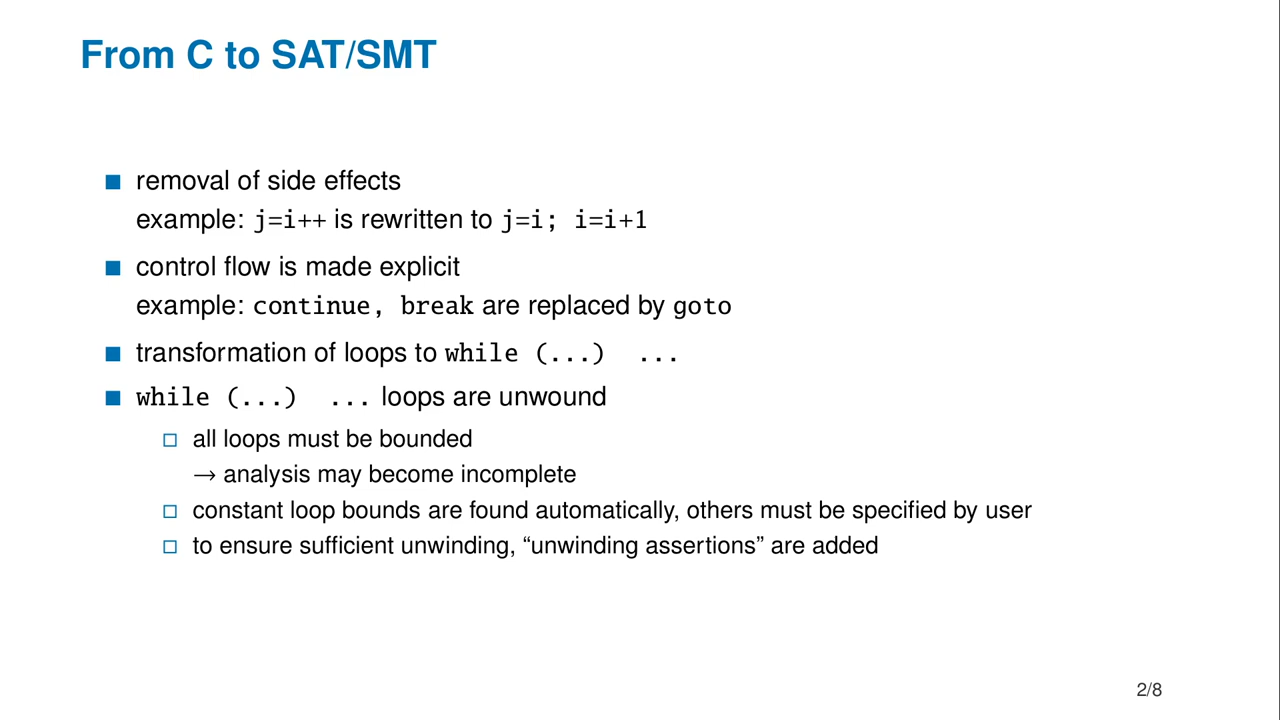 From C to SAT/SMT
removal of side effects
example: j=i++ is rewritten to j=i; i=i+1
control flow is made explicit
example: continue, break are replaced by goto
transformation of loops to while (...) ...
while (...) ... loops are unwound
all loops must be bounded
→ analysis may become incomplete
constant loop bounds are found automatically, others must be specified by user
to ensure sufficient unwinding, “unwinding assertions” are added
2/8